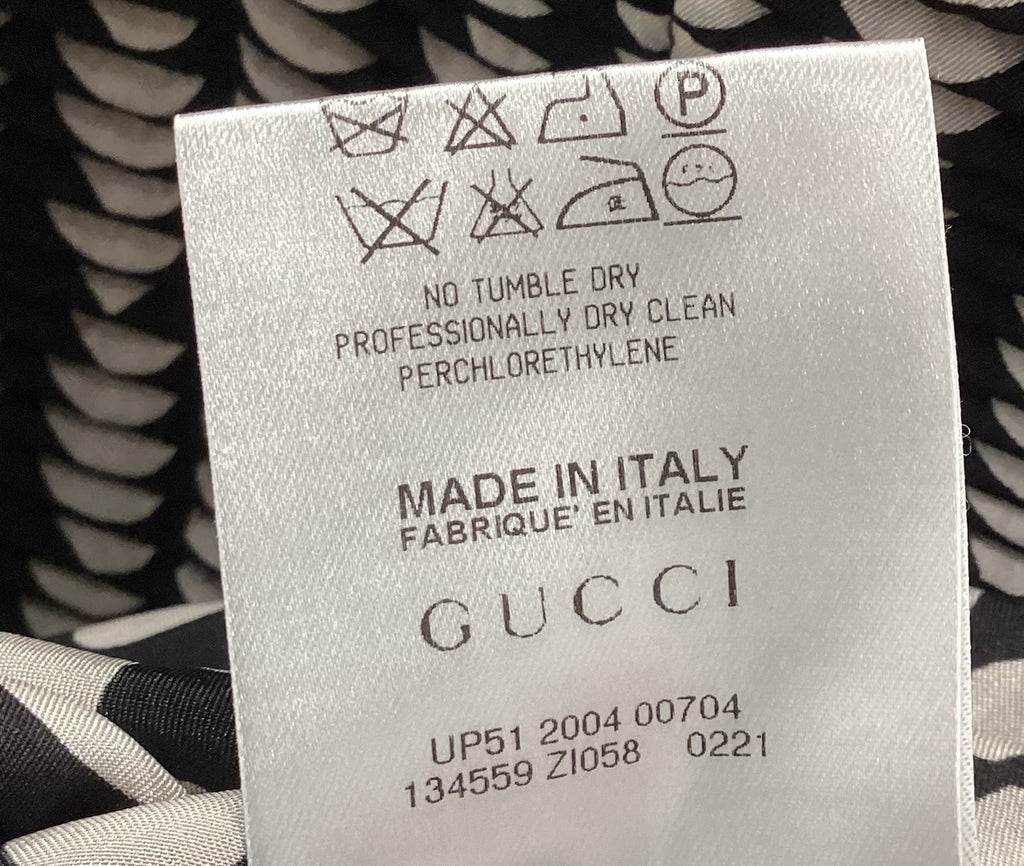 P
NO TUMBLE DRY
PROFESSIONALLY DRY CLEAN
PERCHLORETHYLENE
MADE IN ITALY
FABRIQUE' EN ITALIE
GUCCI
UP51 2004 00704
134559 ZI058 0221